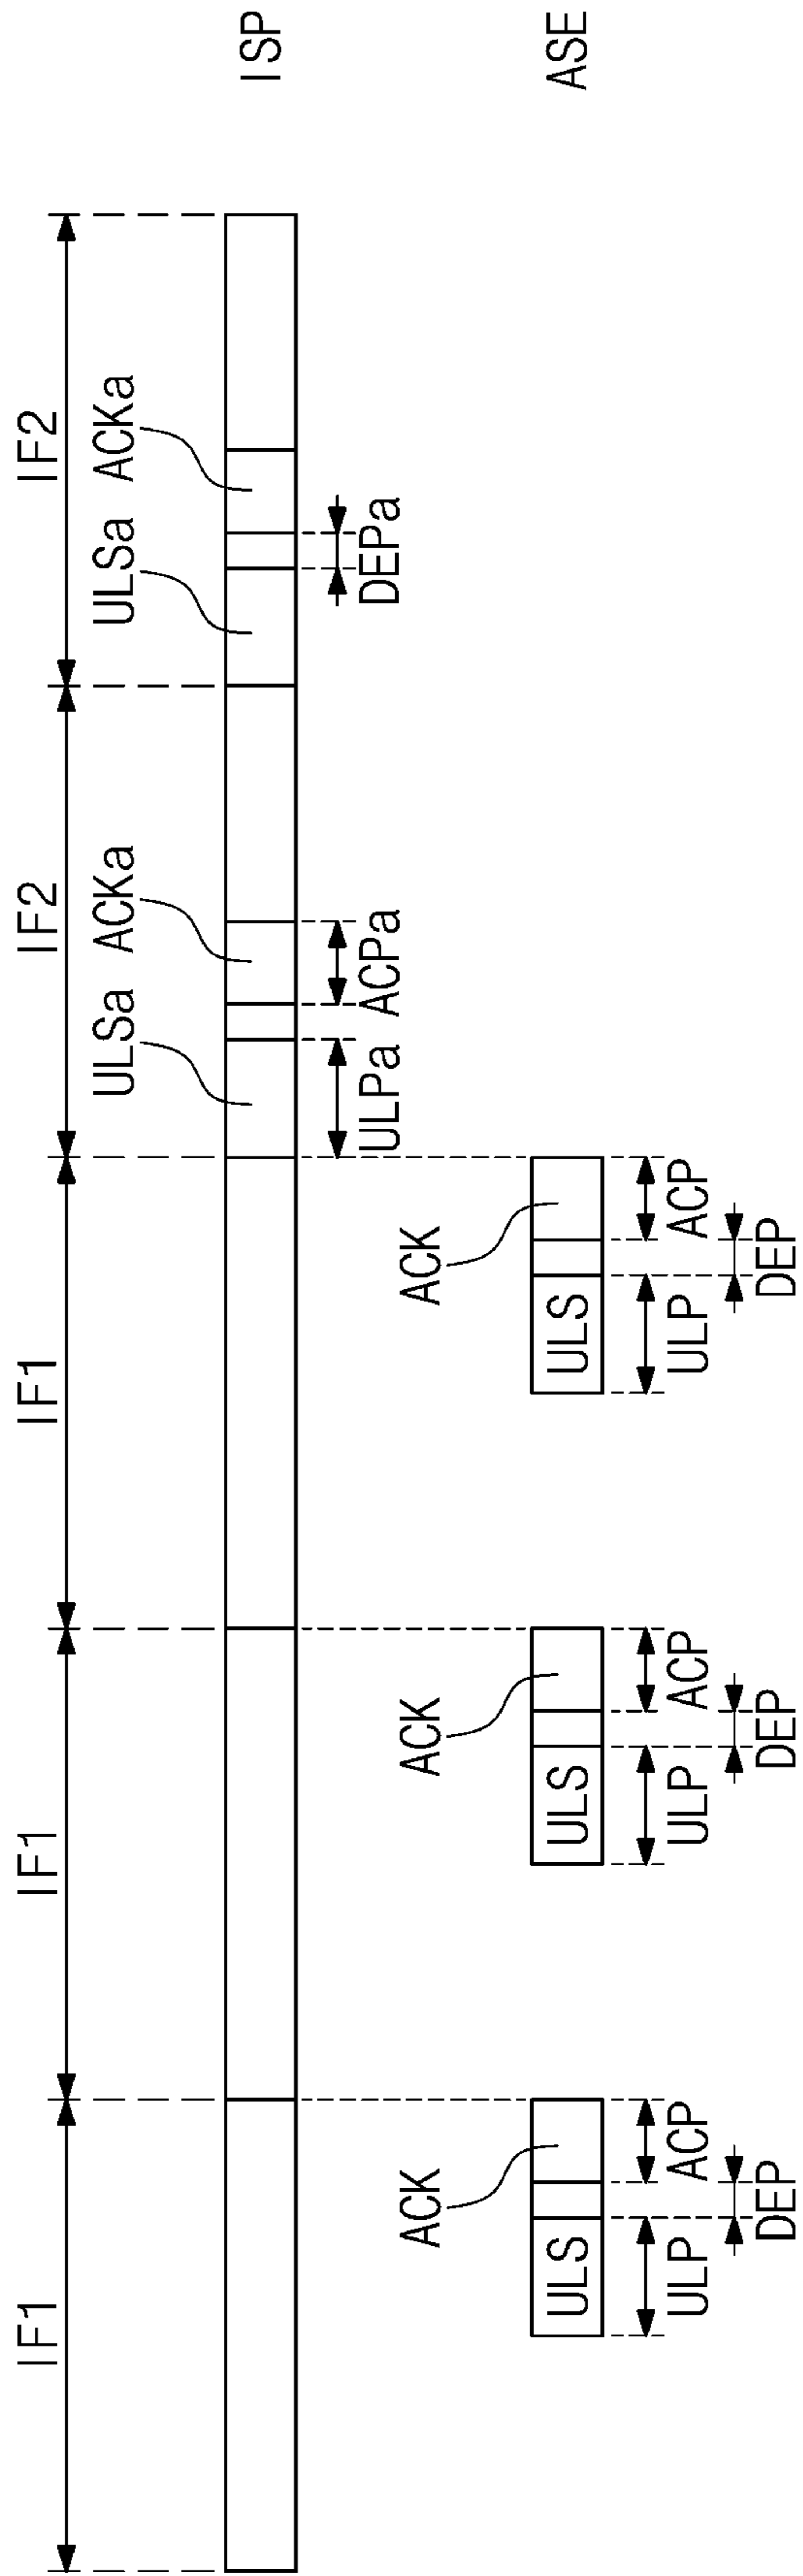 IF1 IF1 IF1 IF2 IF2
ULSa ACKa ULSa ACKa
ISP
ULPa ACPa DEPa
ACK ACK ACK
ULS ULS ULS
ASE
ULP ACP ULP ACP ULP ACP
DEP DEP DEP